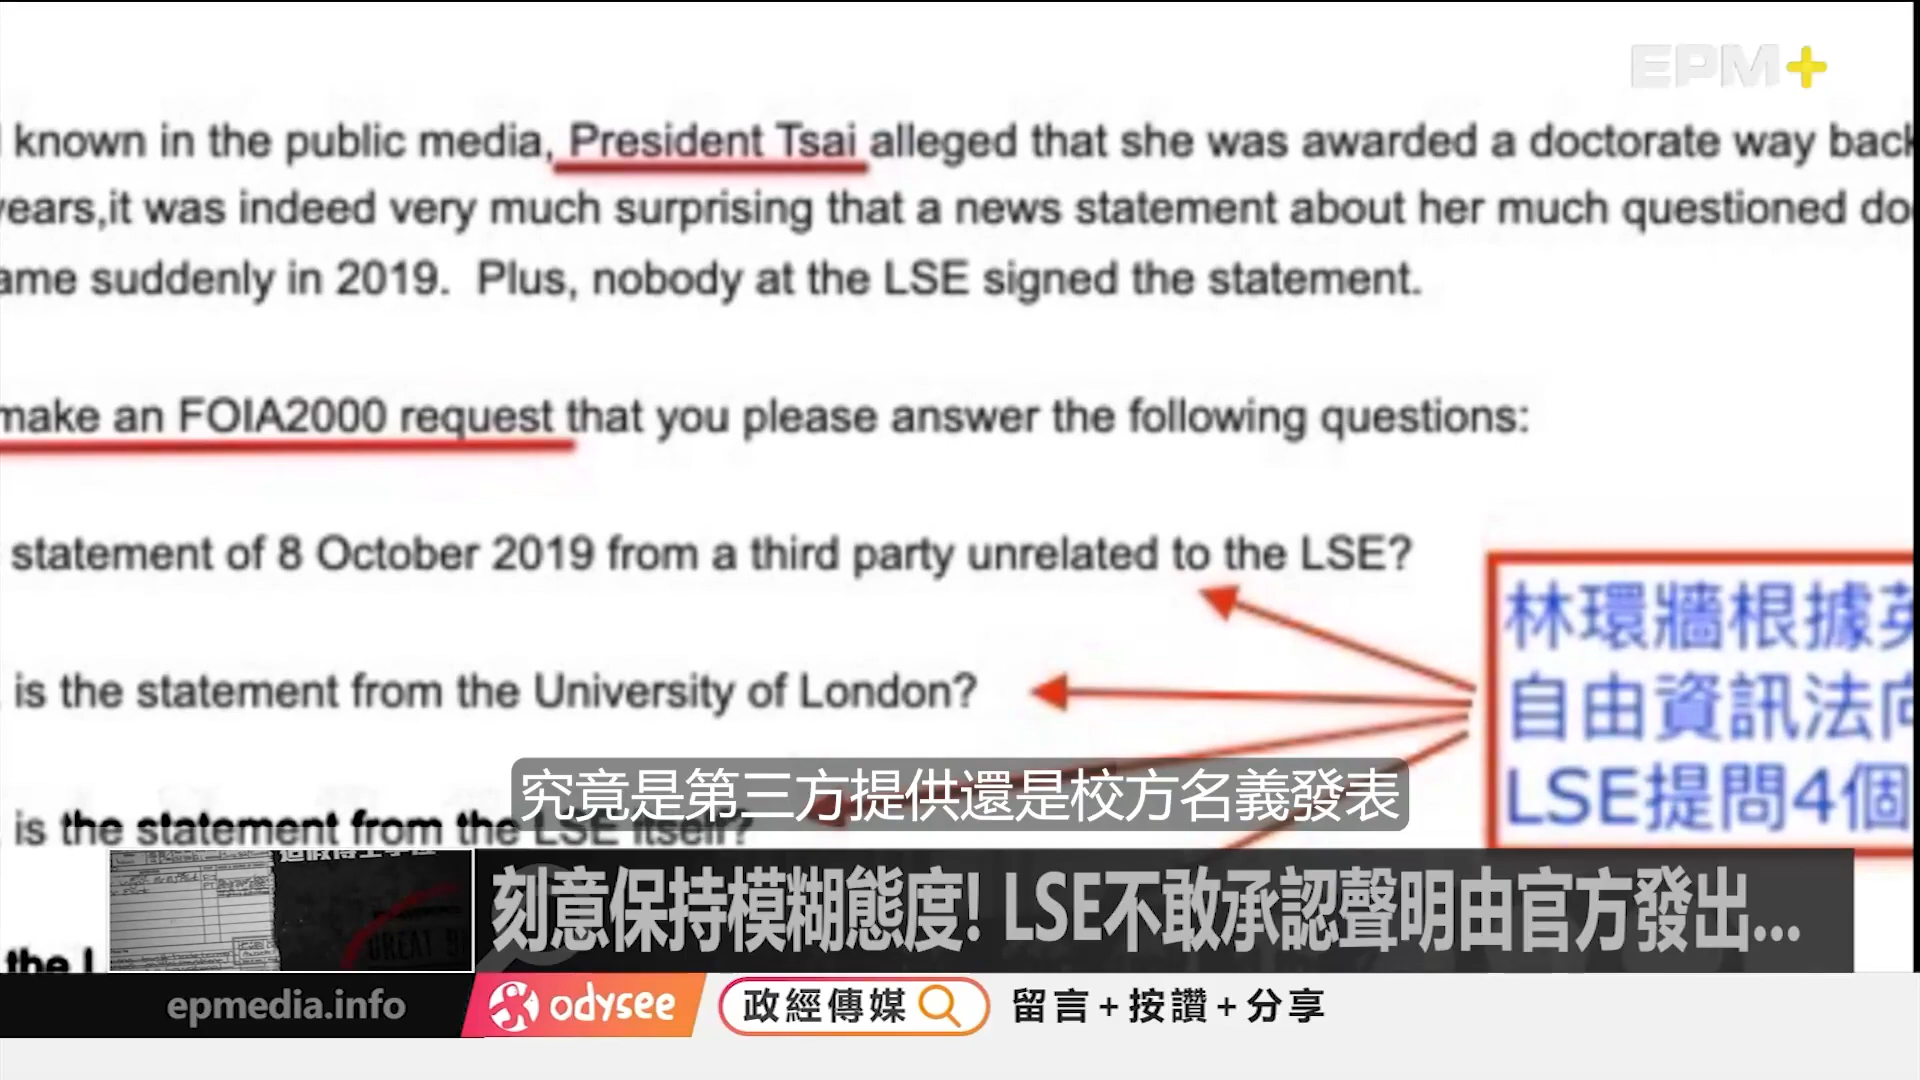 EPM+
known in the public media, President Tsai alleged that she was awarded a doctorate way back
years,it was indeed very much surprising that a news statement about her much questioned
suddenly in 2019. Plus, nobody at the LSE signed the statement.
make an FOIA2000 request that you please answer the following questions:
statement of 8 October 2019 from a third party unrelated to the LSE?
is the statement from the University of London?
is the statement from the LSE itself?
the
林環牆根據英
自由資訊法向
LSE提問4個
究竟是第三方提供還是校方名義發表
刻意保持模糊態度! LSE不敢承認聲明由官方發出...
epmedia.info
odysee
政經傳媒
留言+按讚+分享